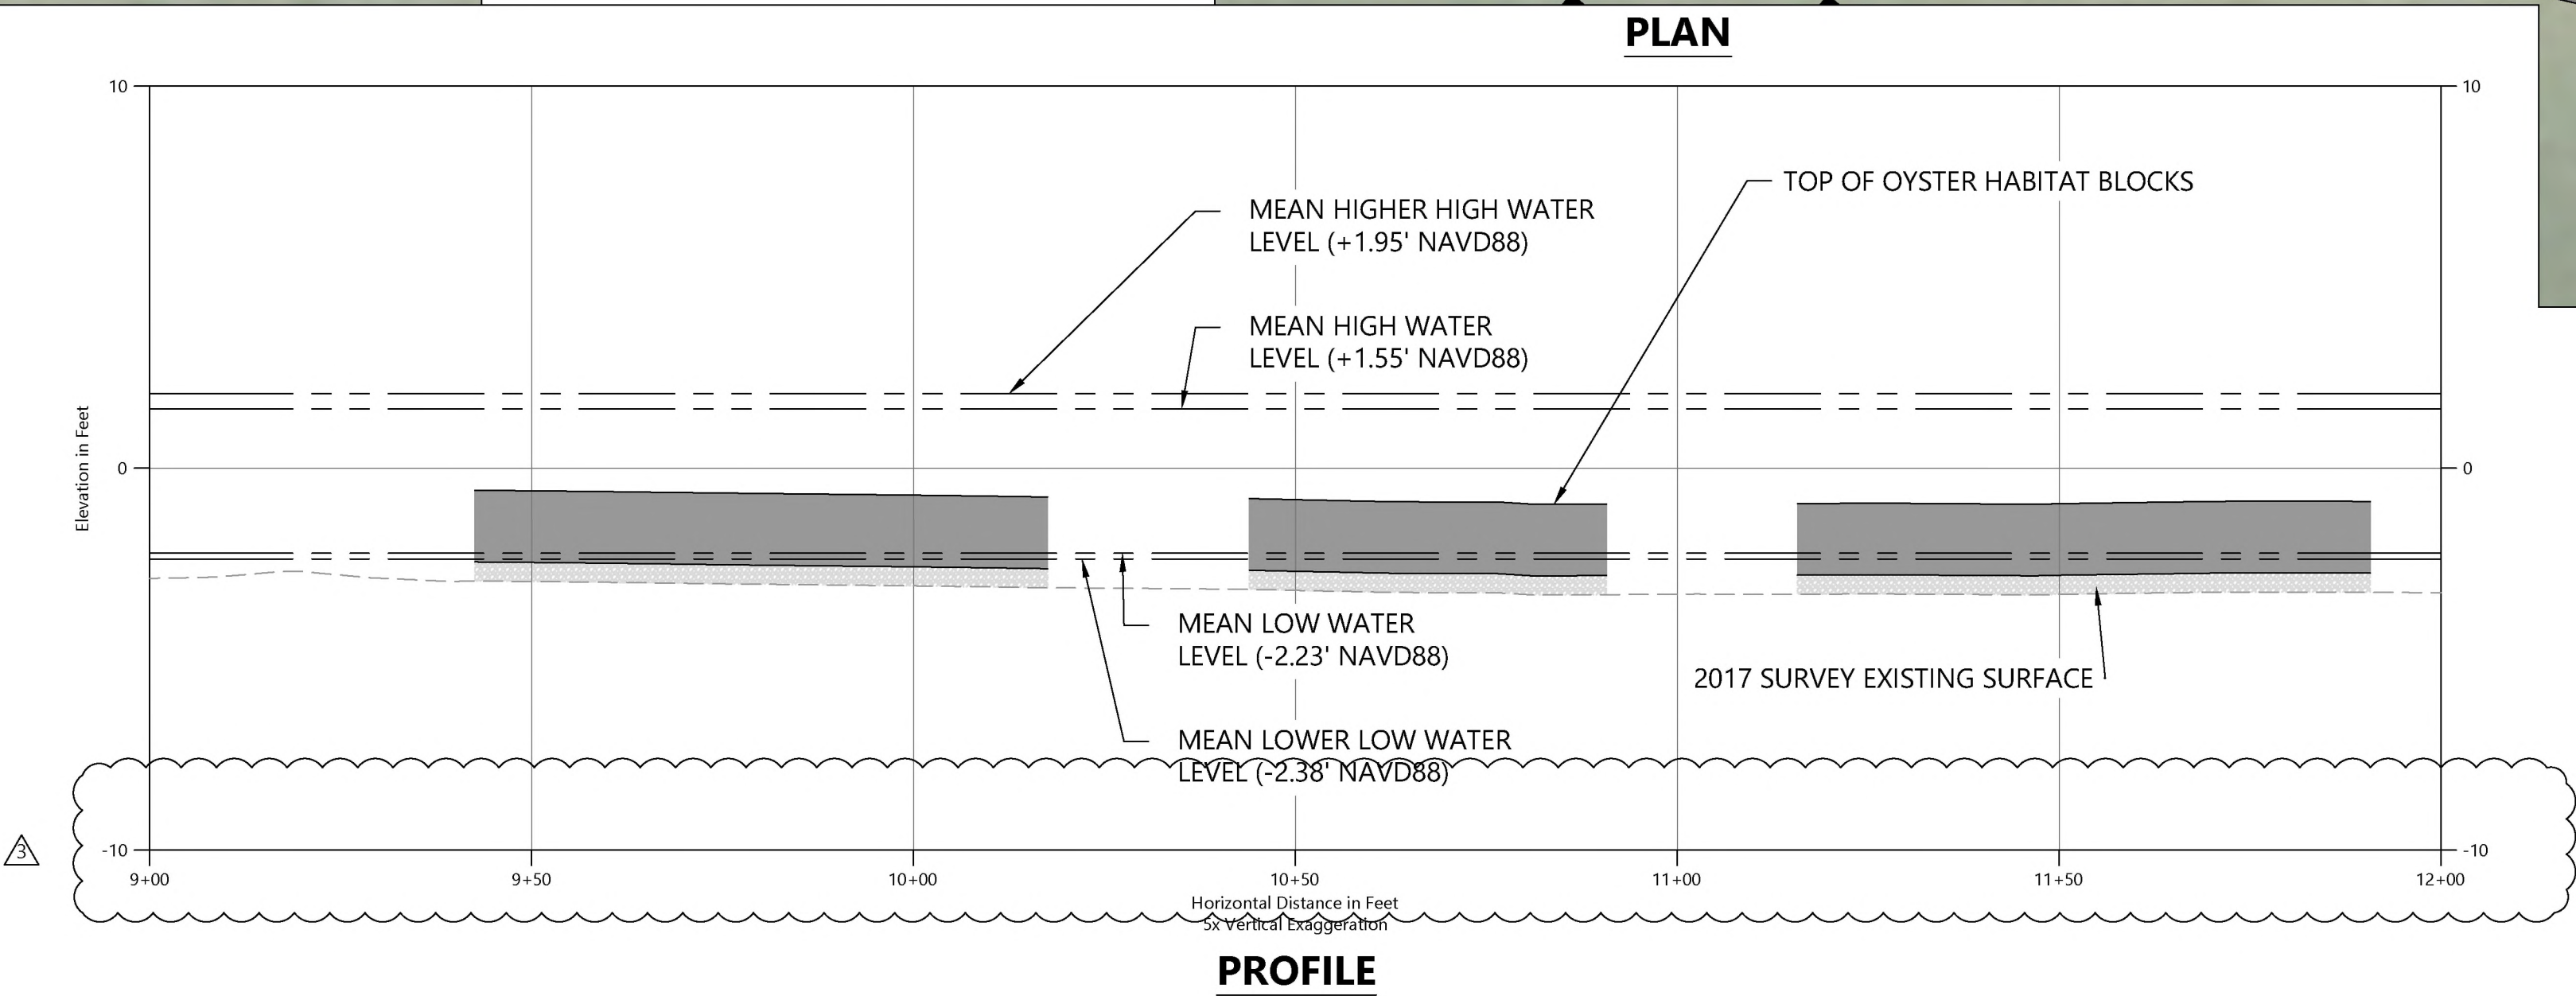 PLAN
10
10
TOP OF OYSTER HABITAT BLOCKS
MEAN HIGHER HIGH WATER
LEVEL (+1.95' NAVD88)
MEAN HIGH WATER
LEVEL (+1.55' NAVD88)
Elevation in Feet
0
0
MEAN LOW WATER
LEVEL (-2.23' NAVD88)
2017 SURVEY EXISTING SURFACE
MEAN LOWER LOW WATER
LEVEL (-2.38' NAVD88)
3
-10
-10
9+00
9+50
10+00
10+50
11+00
11+50
12+00
Horizontal Distance in Feet
5x Vertical Exaggeration
PROFILE